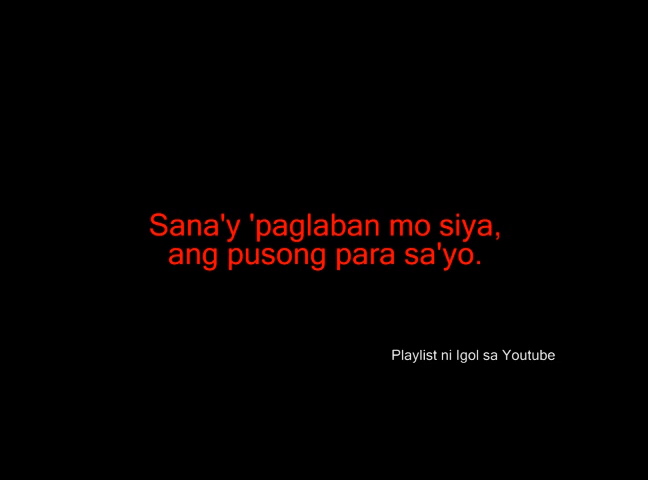 Sana'y 'paglaban mo siya,
ang pusong para sa'yo.
Playlist ni Igol sa Youtube